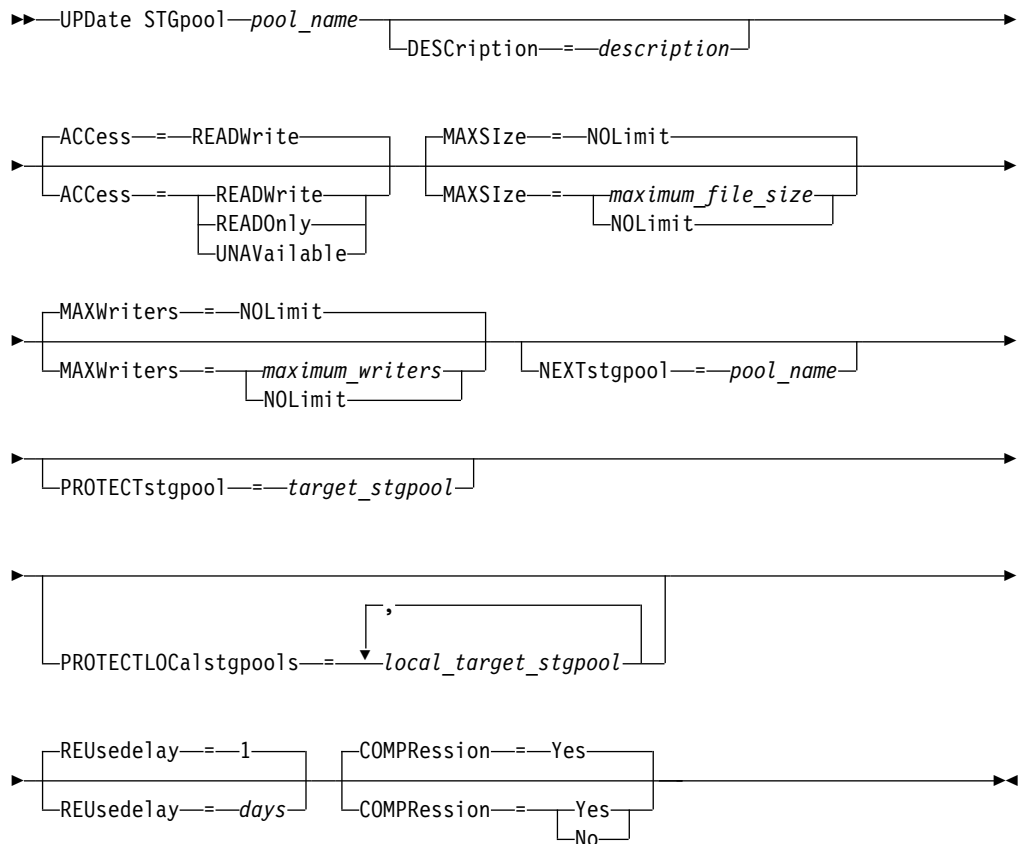 UPDate STGpool pool_name
DESCription = description
ACCess = READWrite
ACCess = READWrite
READOnly
UNAVailable
MAXSIze = NOLimit
MAXSIze = maximum_file_size
NOLimit
MAXWriters = NOLimit
MAXWriters = maximum_writers
NOLimit
NEXTstgpool = pool_name
PROTECTstgpool = target_stgpool
,
PROTECTLOCalstgpools = local_target_stgpool
REUsedelay = 1
REUsedelay = days
COMPRession = Yes
COMPRession = Yes
No